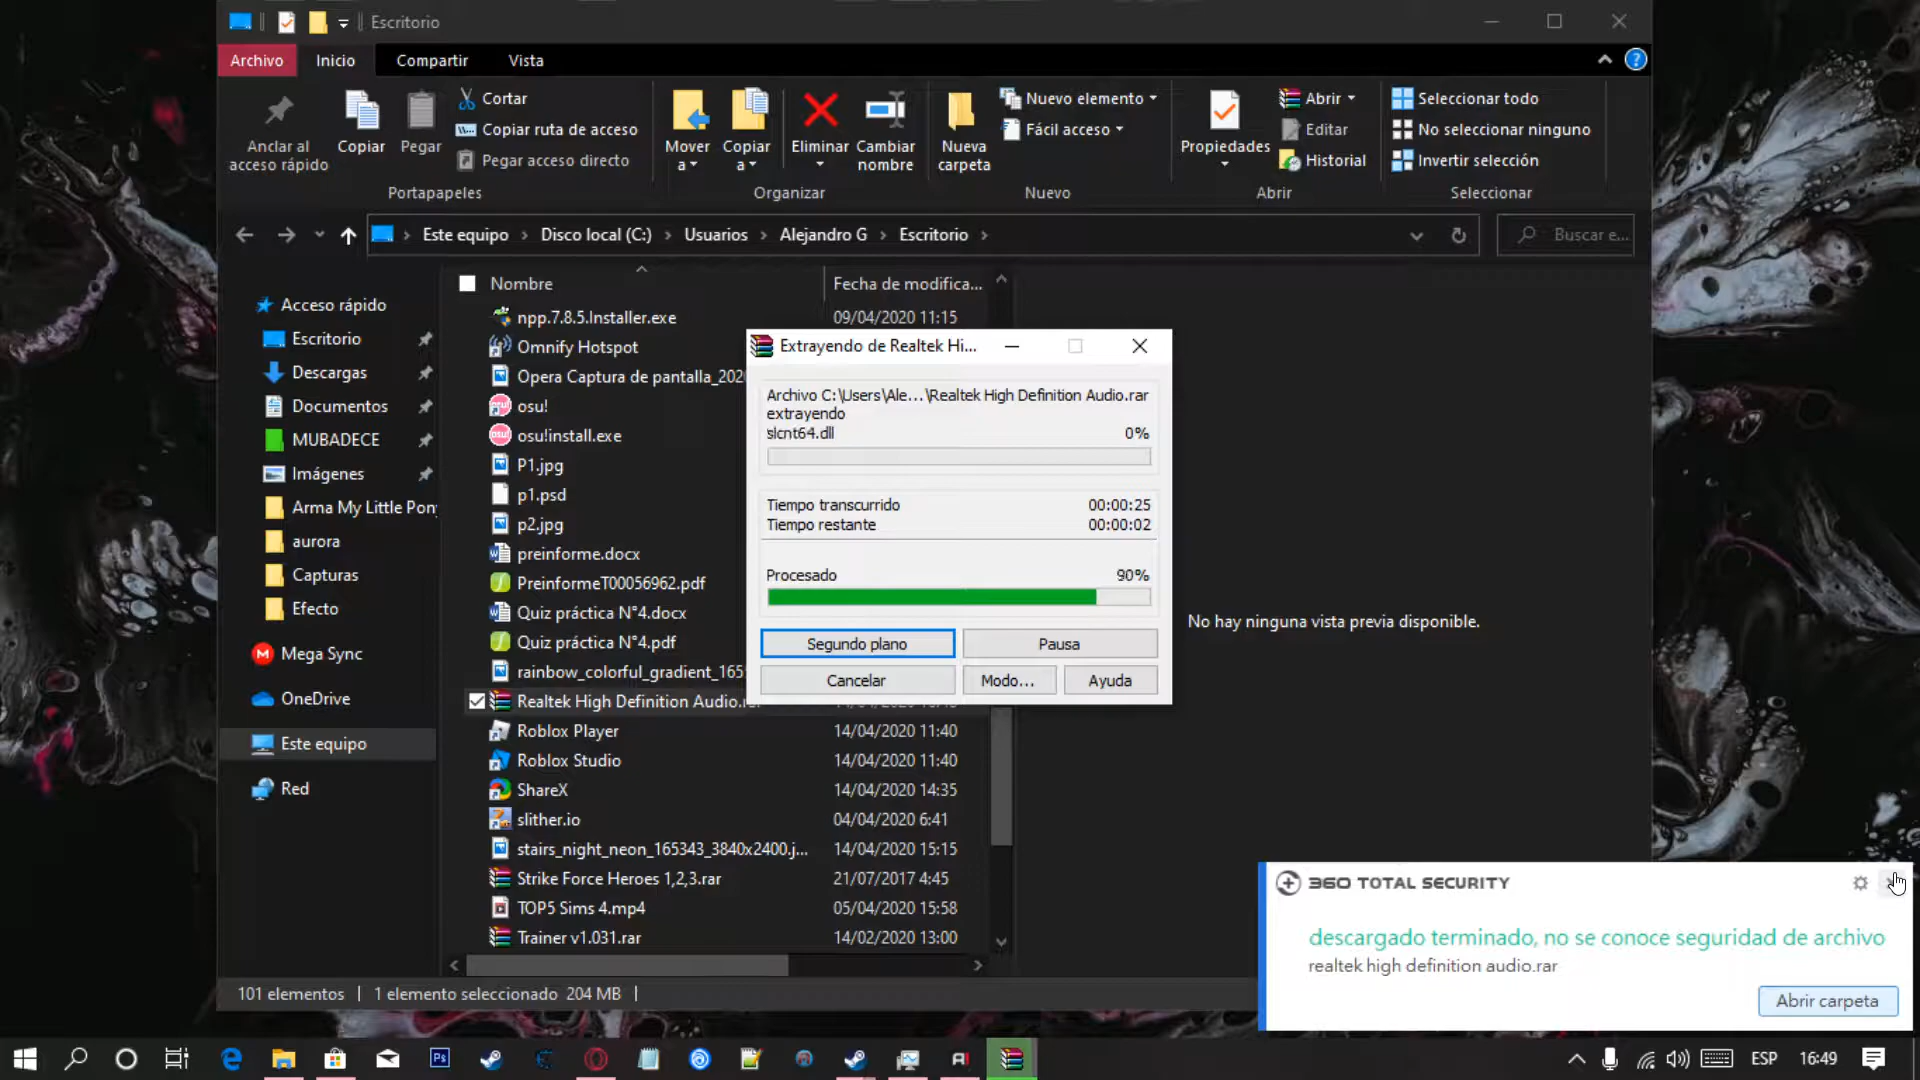 Escritorio
Archivo
Inicio
Compartir
Vista
Anclar al
acceso rápido
Copiar
Pegar
Cortar
Copiar ruta de acceso
Pegar acceso directo
Portapapeles
Mover
a
Copiar
a
Eliminar
Cambiar
nombre
Organizar
Nueva
carpeta
Nuevo elemento
Fácil acceso
Nuevo
Propiedades
Abrir
Editar
Historial
Abrir
Seleccionar todo
No seleccionar ninguno
Invertir selección
Seleccionar
Este equipo
Disco local (C:)
Usuarios
Alejandro G
Escritorio
Buscar e...
Acceso rápido
Escritorio
Descargas
Documentos
MUBADECE
Imágenes
Arma My Little Pon
aurora
Capturas
Efecto
Mega Sync
OneDrive
Este equipo
Red
Nombre
Fecha de modifica...
npp.7.8.5.Installer.exe 09/04/2020 11:15
Omnify Hotspot
Opera Captura de pantalla_202
osu!
osu!install.exe
P1.jpg
p1.psd
p2.jpg
preinforme.docx
PreinformeT00056962.pdf
Quiz práctica N°4.docx
Quiz práctica N°4.pdf
rainbow_colorful_gradient_165
Realtek High Definition Audio.
Roblox Player 14/04/2020 11:40
Roblox Studio 14/04/2020 11:40
ShareX 14/04/2020 14:35
slither.io 04/04/2020 6:41
stairs_night_neon_165343_3840x2400.j... 14/04/2020 15:15
Strike Force Heroes 1,2,3.rar 21/07/2017 4:45
TOP5 Sims 4.mp4 05/04/2020 15:58
Trainer v1.031.rar 14/02/2020 13:00
Extrayendo de Realtek Hi...
Archivo C:\Users\Ale...\Realtek High Definition Audio.rar
extrayendo
slcnt64.dll 0%
Tiempo transcurrido 00:00:25
Tiempo restante 00:00:02
Procesado 90%
Segundo plano
Pausa
Cancelar
Modo...
Ayuda
No hay ninguna vista previa disponible.
101 elementos
1 elemento seleccionado 204 MB
360 TOTAL SECURITY
descargado terminado, no se conoce seguridad de archivo
realtek high definition audio.rar
Abrir carpeta
ESP
16:49